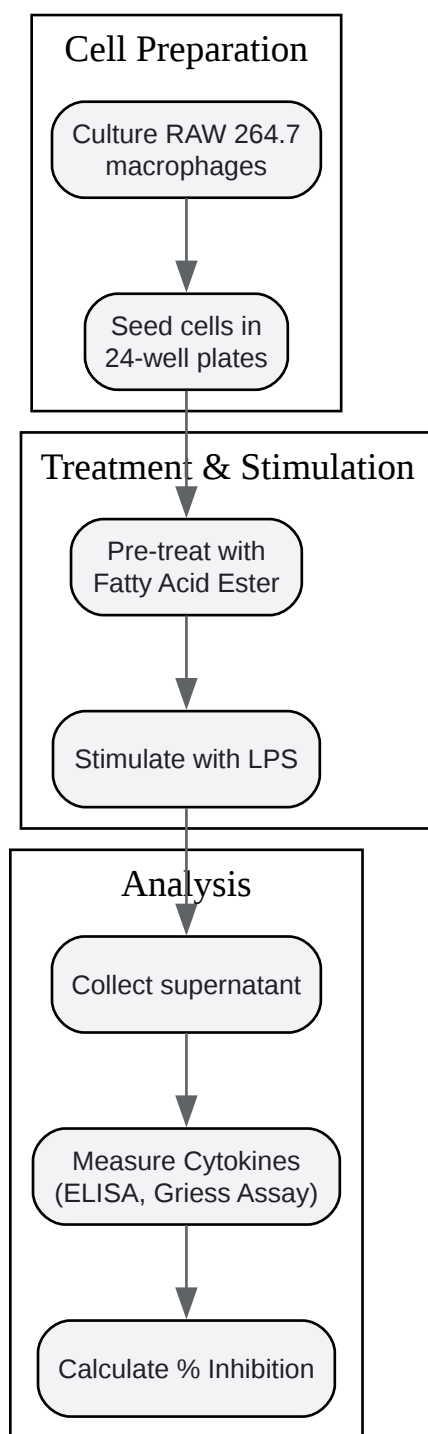 Cell Preparation
Culture RAW 264.7
macrophages
Seed cells in
24-well plates
Treatment & Stimulation
Pre-treat with
Fatty Acid Ester
Stimulate with LPS
Analysis
Collect supernatant
Measure Cytokines
(ELISA, Griess Assay)
Calculate % Inhibition